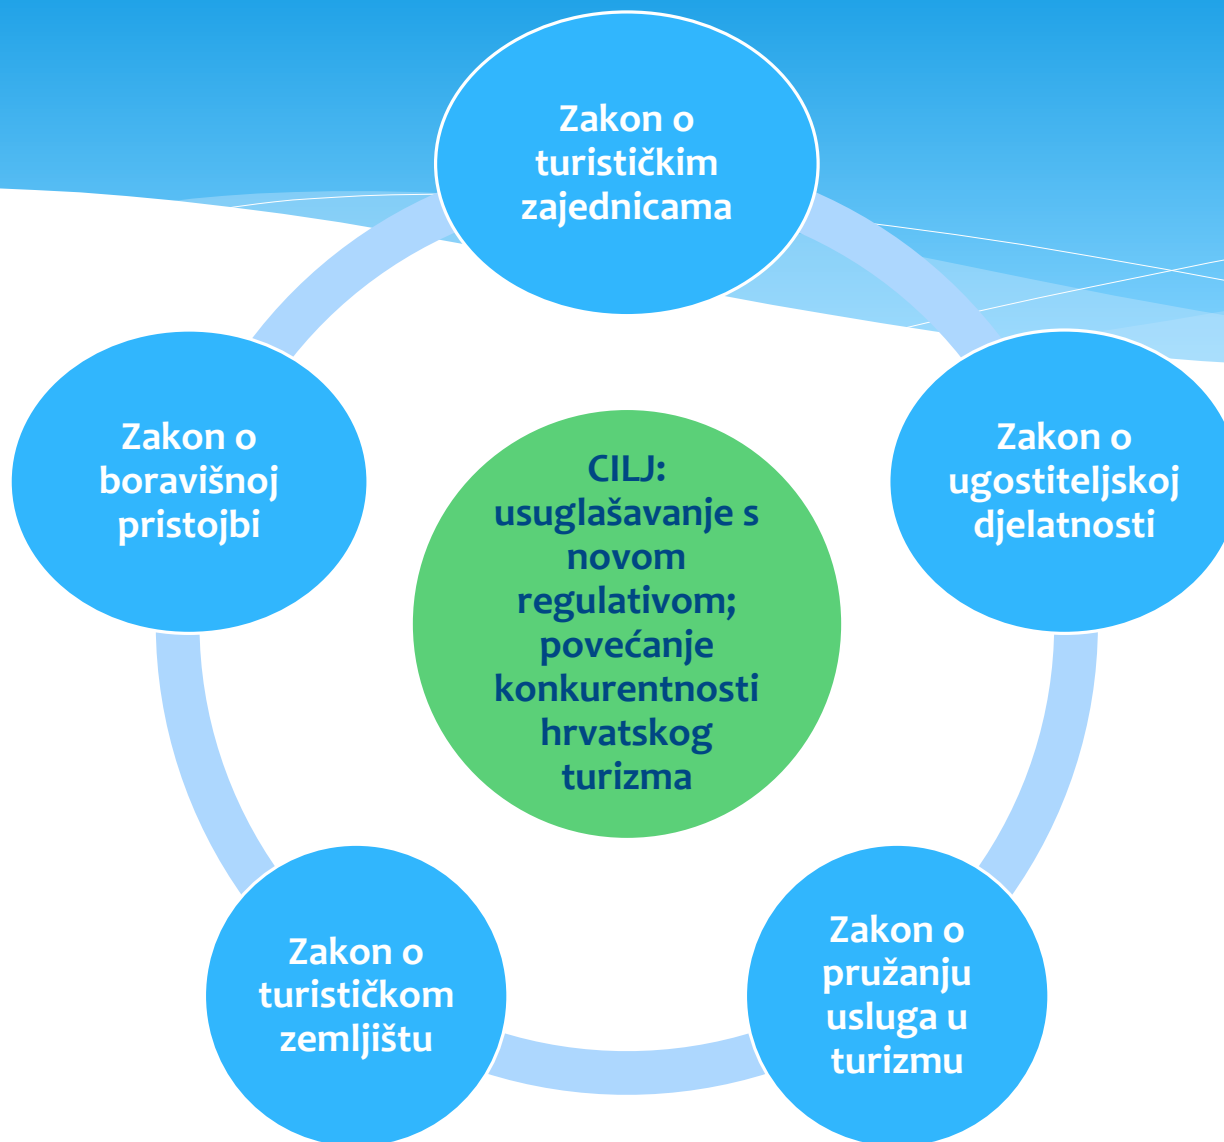 Zakon o
turističkim
zajednicama
Zakon o
boravišnoj
pristojbi
Zakon o
ugostiteljskoj
djelatnosti
CILJ:
usuglašavanje s
novom
regulativom;
povećanje
konkurentnosti
hrvatskog
turizma
Zakon o
turističkom
zemljištu
Zakon o
pružanju
usluga u
turizmu